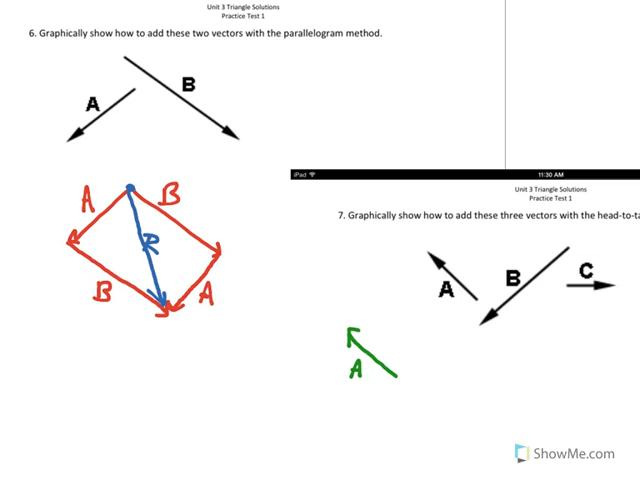 Unit 3 Triangle Solutions
Practice Test 1
6. Graphically show how to add these two vectors with the parallelogram method.
A
B
A
B
R
B
A
iPad
11:30 AM
Unit 3 Triangle Solutions
Practice Test 1
7. Graphically show how to add these three vectors with the head-to-ta
A
B
C
A
ShowMe.com